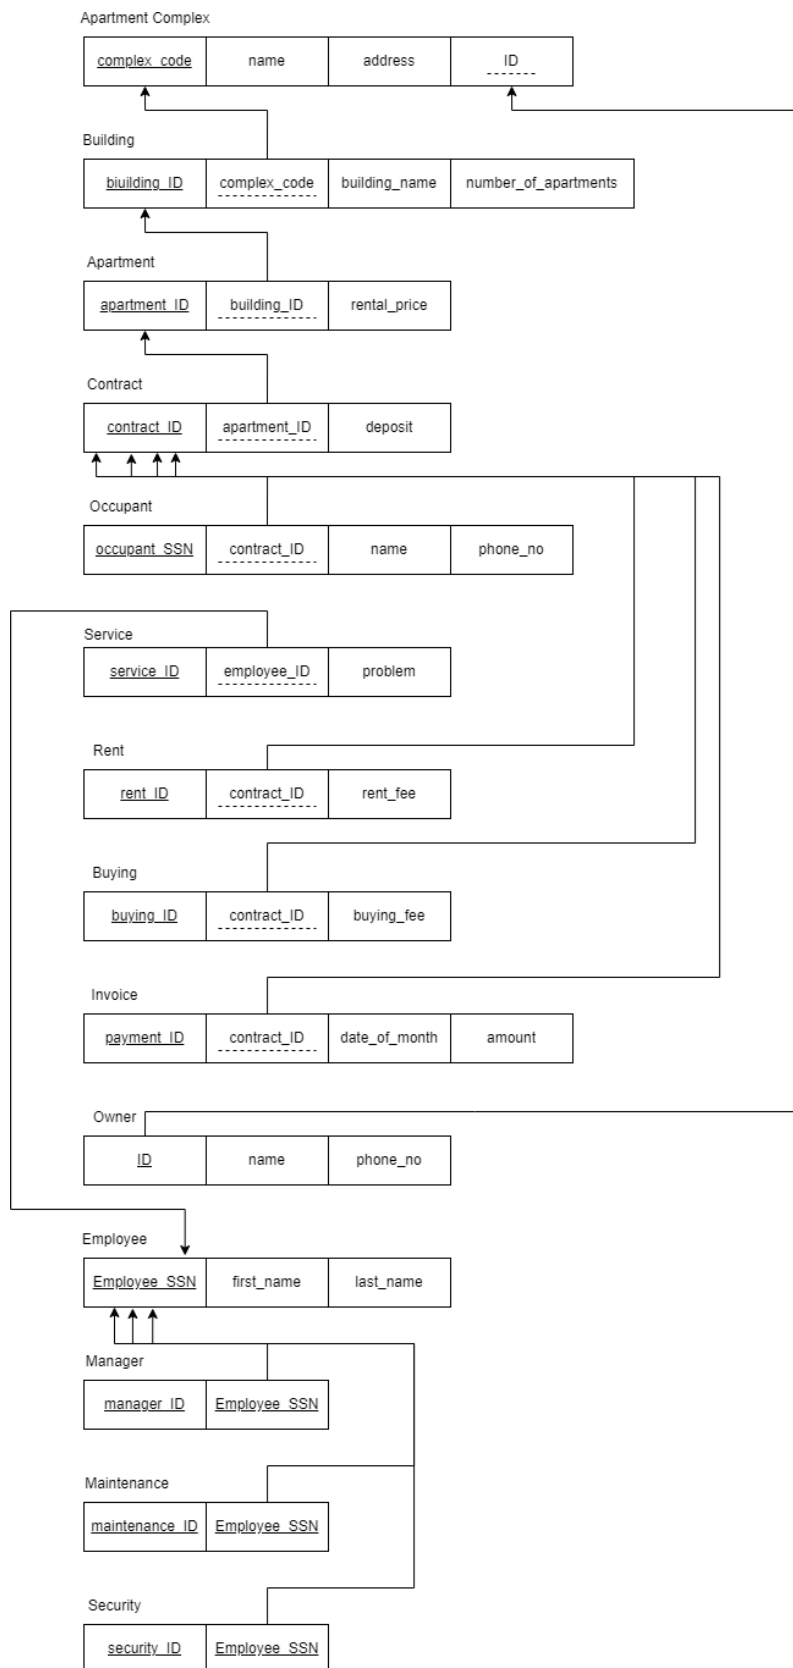 Apartment Complex
complex_code name address ID
Building
biuilding_ID complex_code building_name number_of_apartments
Apartment
apartment_ID building_ID rental_price
Contract
contract_ID apartment_ID deposit
Occupant
occupant_SSN contract_ID name phone_no
Service
service_ID employee_ID problem
Rent
rent_ID contract_ID rent_fee
Buying
buying_ID contract_ID buying_fee
Invoice
payment_ID contract_ID date_of_month amount
Owner
ID name phone_no
Employee
Employee_SSN first_name last_name
Manager
manager_ID Employee_SSN
Maintenance
maintenance_ID Employee_SSN
Security
security_ID Employee_SSN